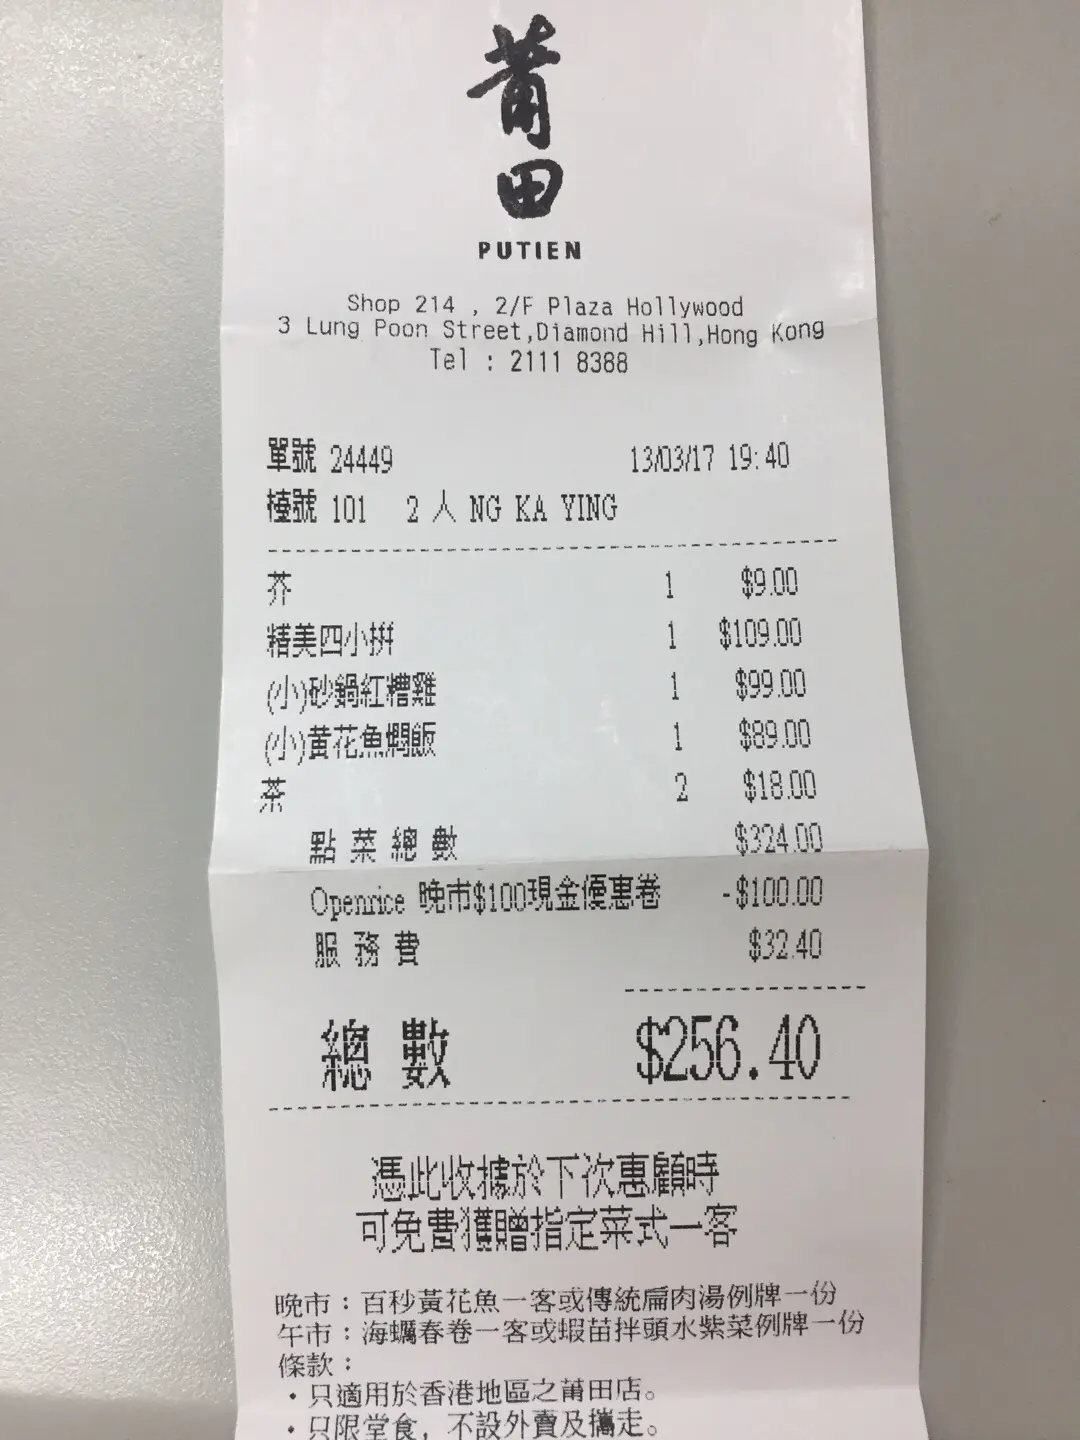 莆
田
PUTIEN
Shop 214 , 2/F Plaza Hollywood
3 Lung Poon Street,Diamond Hill,Hong Kong
Tel : 2111 8388
單號 24449 13/03/17 19:40
檯號 101 2 人 NG KA YING
芥 1 $9.00
精美四小拼 1 $109.00
(小)砂鍋紅糟雞 1 $99.00
(小)黄花魚燜飯 1 $89.00
茶 2 $18.00
點 菜 總 數 $324.00
Openrice 晚市$100現金優惠卷 -$100.00
服 務 費 $32.40
總 數 $256.40
憑此收據於下次惠顧時
可免費獲贈指定菜式一客
晚市：百秒黃花魚一客或傳統扁肉湯例牌一份
午市：海蠣春卷一客或蝦苗拌頭水紫菜例牌一份
條款：
・只適用於香港地區之莆田店。
・只限堂食，不設外賣及攜走。